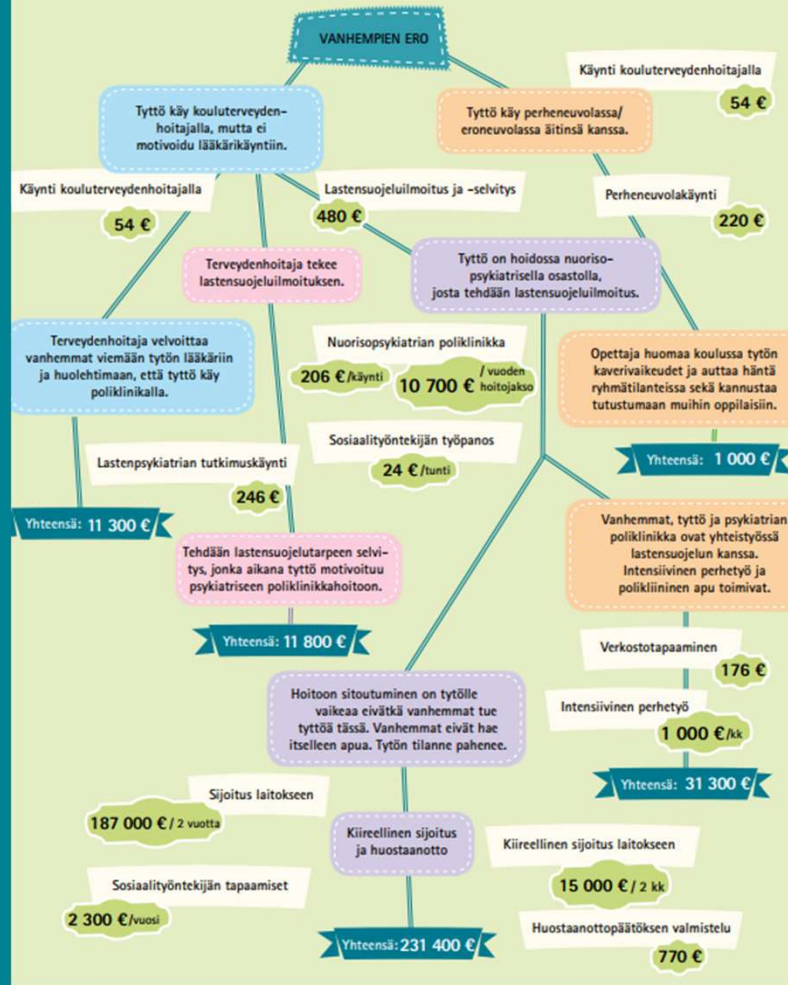 VANHEMPIEN ERO
Käynti kouluterveydenhoitajalla
54 €
Tyttö käy kouluterveyden-
hoitajalla, mutta ei
motivoidu lääkärikäyntiin.
Tyttö käy perheneuvolassa/
eroneuvolassa äitinsä kanssa.
Käynti kouluterveydenhoitajalla
54 €
Lastensuojeluilmoitus ja -selvitys
480 €
Perheneuvolakäynti
220 €
Terveydenhoitaja tekee
lastensuojeluilmoituksen.
Tyttö on hoidossa nuoriso-
psykiatrisella osastolla,
josta tehdään lastensuojeluilmoitus.
Terveydenhoitaja velvoittaa
vanhemmat viemään tytön lääkäriin
ja huolehtimaan, että tyttö käy
poliklinikalla.
Nuorisopsykiatrian poliklinikka
206 €/käynti
10 700 € / vuoden
hoitojakso
Opettaja huomaa koulussa tytön
kaverivaikeudet ja auttaa häntä
ryhmätilanteissa sekä kannustaa
tutustumaan muihin oppilaisiin.
Sosiaalityöntekijän työpanos
24 €/tunti
Yhteensä: 1 000 €
Lastenpsykiatrian tutkimuskäynti
246 €
Yhteensä: 11 300 €
Vanhemmat, tyttö ja psykiatrian
poliklinikka ovat yhteistyössä
lastensuojelun kanssa.
Intensiivinen perhetyö ja
polikliininen apu toimivat.
Tehdään lastensuojelutarpeen selvi-
tys, jonka aikana tyttö motivoituu
psykiatriseen poliklinikkahoitoon.
Yhteensä: 11 800 €
Verkostotapaaminen
176 €
Hoitoon sitoutuminen on tytölle
vaikeaa eivätkä vanhemmat tue
tyttöä tässä. Vanhemmat eivät hae
itselleen apua. Tytön tilanne pahenee.
Intensiivinen perhetyö
1 000 €/kk
Yhteensä: 31 300 €
Sijoitus laitokseen
187 000 €/ 2 vuotta
Kiireellinen sijoitus
ja huostaanotto
Kiireellinen sijoitus laitokseen
15 000 €/ 2 kk
Sosiaalityöntekijän tapaamiset
2 300 €/vuosi
Huostaanottopäätöksen valmistelu
770 €
Yhteensä: 231 400 €